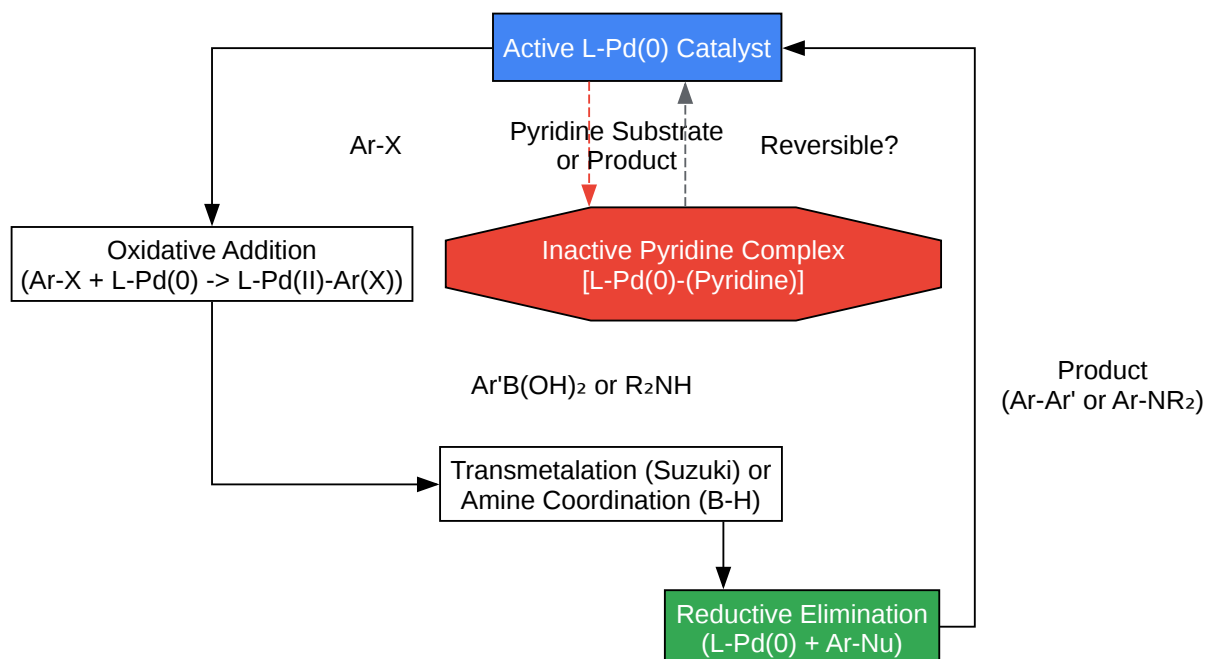 Active L-Pd(0) Catalyst
Ar-X
Pyridine Substrate
or Product
Reversible?
Oxidative Addition
(Ar-X + L-Pd(0) -> L-Pd(II)-Ar(X))
Inactive Pyridine Complex
[L-Pd(0)-(Pyridine)]
Ar'B(OH)₂ or R₂NH
Product
(Ar-Ar' or Ar-NR₂)
Transmetalation (Suzuki) or
Amine Coordination (B-H)
Reductive Elimination
(L-Pd(0) + Ar-Nu)